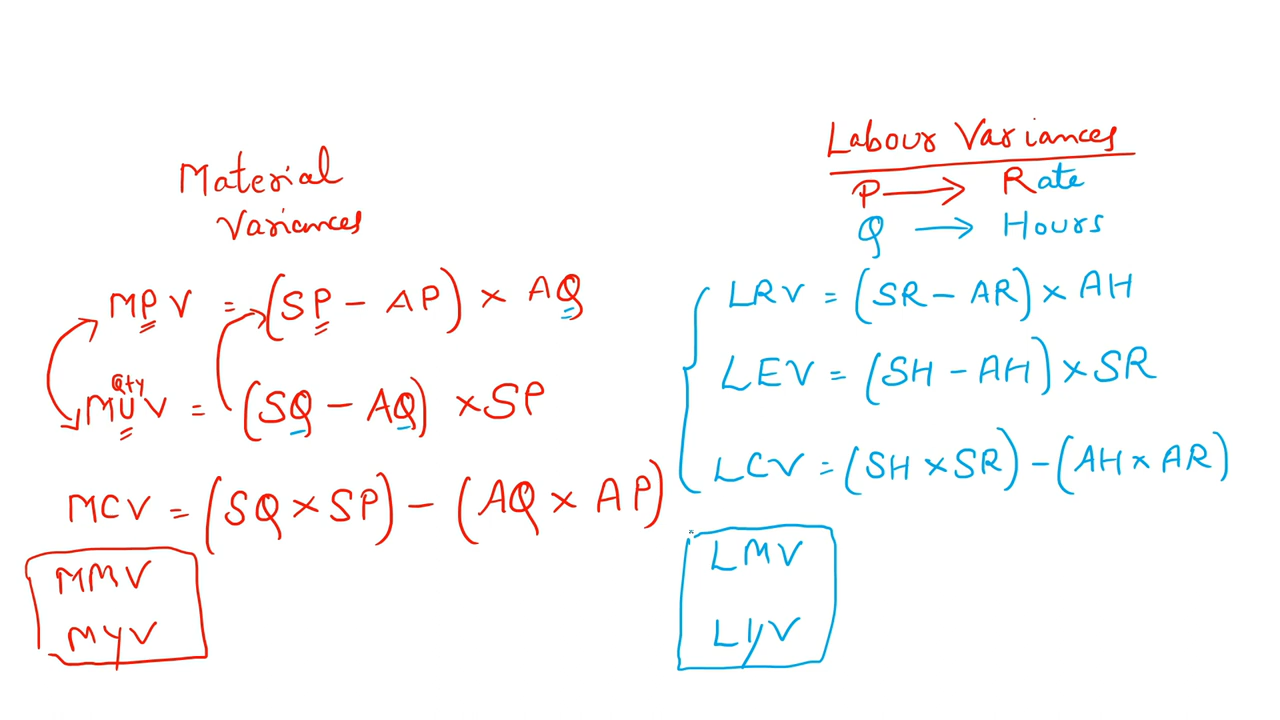 Material
Variances
MPV = (SP - AP) × AQ
Qty
MUV = (SQ - AQ) × SP
MCV = (SQ × SP) - (AQ × AP)
MMV
MYV
Labour Variances
P → Rate
Q → Hours
LRV = (SR - AR) × AH
LEV = (SH - AH) × SR
LCV = (SH × SR) - (AH × AR)
LMV
LYV